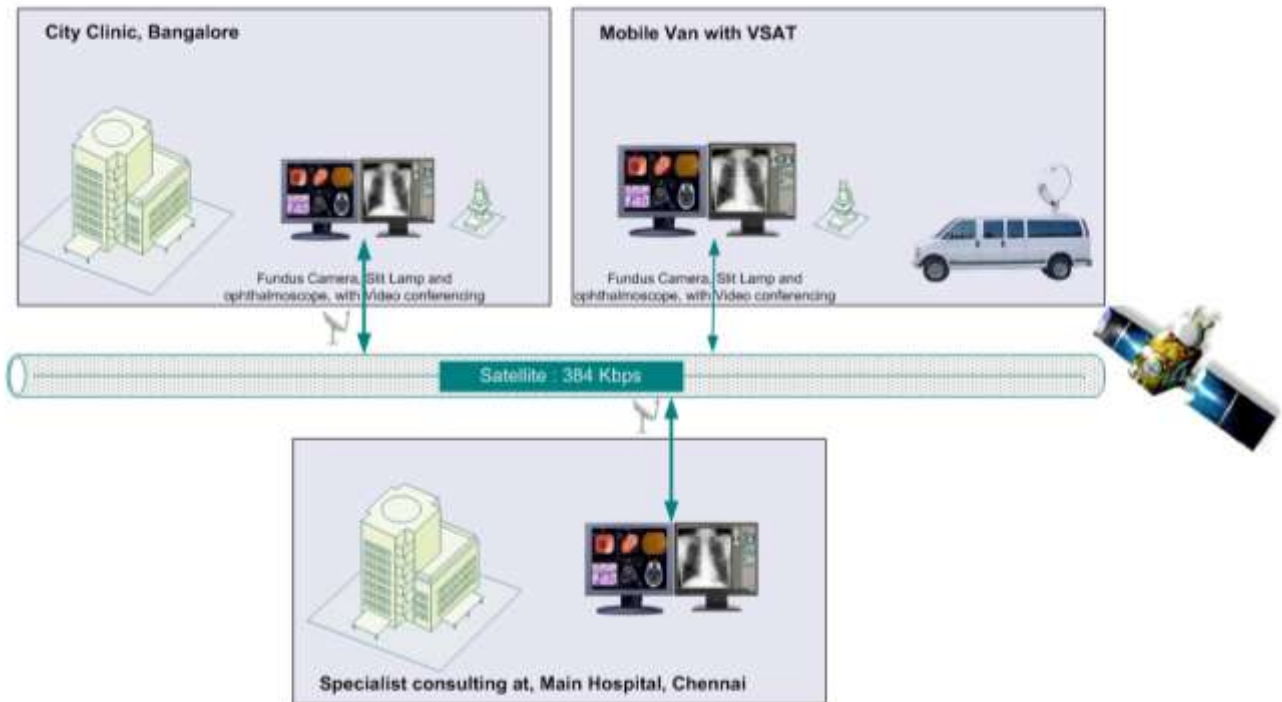 City Clinic, Bangalore
Mobile Van with VSAT
Fundus Camera, Slit Lamp and
ophthalmoscope, with Video conferencing
Fundus Camera, Slit Lamp and
ophthalmoscope, with Video conferencing
Satellite : 384 Kbps
Specialist consulting at, Main Hospital, Chennai